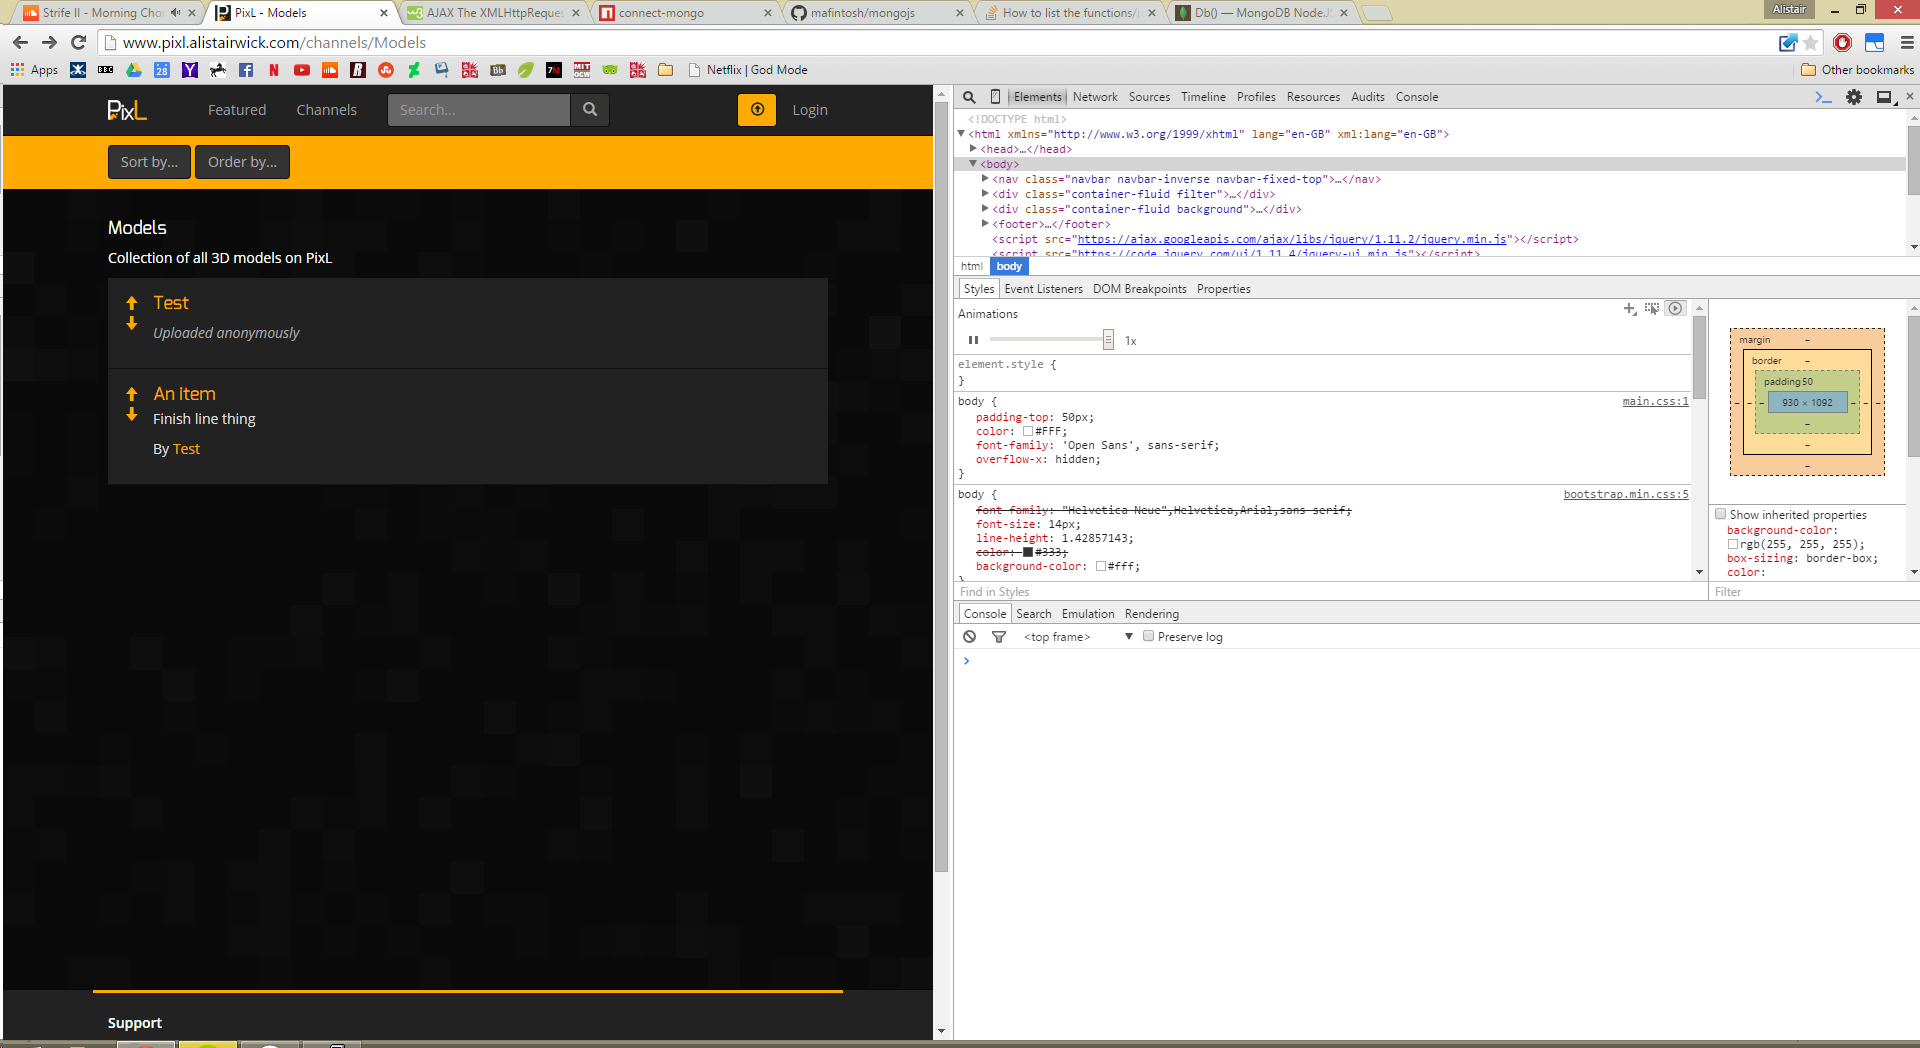 Strife II - Morning Cho
PixL - Models
AJAX The XMLHttpReques
connect-mongo
mafintosh/mongojs
How to list the functions/
Db() — MongoDB NodeJS
Alistair
www.pixl.alistairwick.com/channels/Models
Apps
BBC
28
Netflix | God Mode
Other bookmarks
PixL
Featured
Channels
Search...
Login
Sort by...
Order by...
Models
Collection of all 3D models on PixL
Test
Uploaded anonymously
An item
Finish line thing
By Test
Support
Elements Network Sources Timeline Profiles Resources Audits Console
<!DOCTYPE html>
<html xmlns="http://www.w3.org/1999/xhtml" lang="en-GB" xml:lang="en-GB">
<head>…</head>
<body>
<nav class="navbar navbar-inverse navbar-fixed-top">…</nav>
<div class="container-fluid filter">…</div>
<div class="container-fluid background">…</div>
<footer>…</footer>
<script src="https://ajax.googleapis.com/ajax/libs/jquery/1.11.2/jquery.min.js"></script>
<script src="https://code.jquery.com/ui/1.11.4/jquery-ui.min.js"></script>
html body
Styles Event Listeners DOM Breakpoints Properties
Animations
1x
element.style {
}
body {
main.css:1
padding-top: 50px;
color: #FFF;
font-family: 'Open Sans', sans-serif;
overflow-x: hidden;
}
body {
bootstrap.min.css:5
font-family: "Helvetica Neue",Helvetica,Arial,sans-serif;
font-size: 14px;
line-height: 1.42857143;
color: #333;
background-color: #fff;
}
Find in Styles
margin –
border –
padding 50
– – – 930 × 1092 – – –
–
–
–
Show inherited properties
background-color:
rgb(255, 255, 255);
box-sizing: border-box;
color:
Filter
Console Search Emulation Rendering
<top frame>
Preserve log